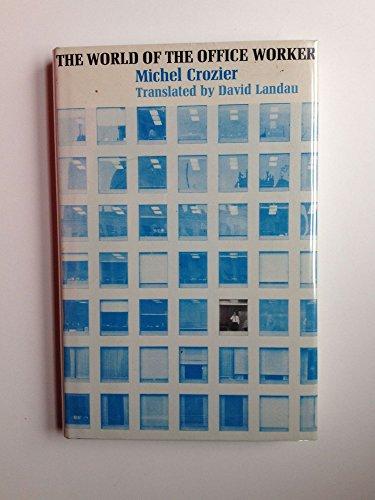 THE WORLD OF THE OFFICE WORKER
Michel Crozier
Translated by David Landau